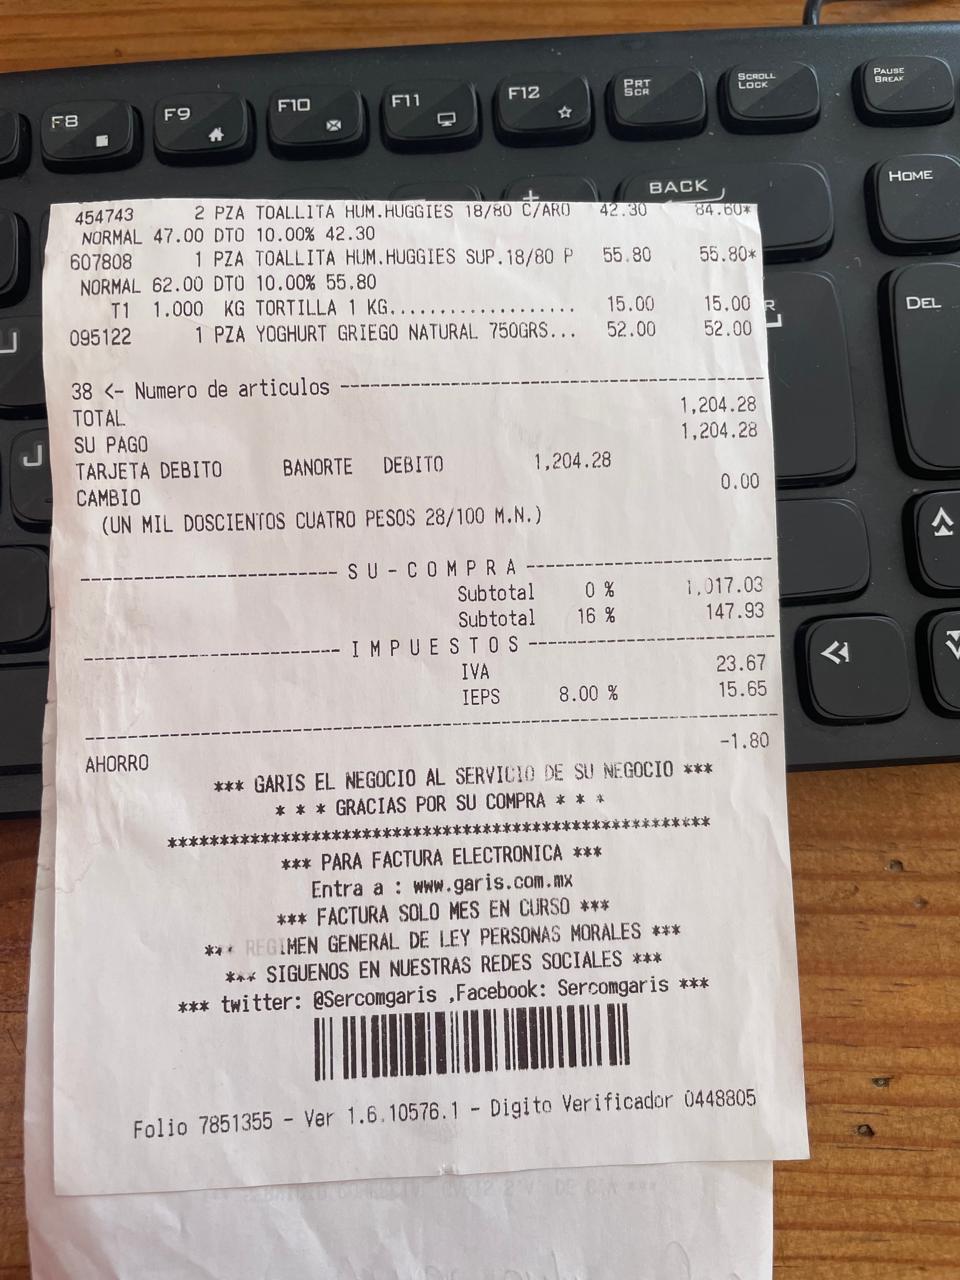 F8 F9 F10 F11 F12 PRT SCR SCROLL LOCK PAUSE BREAK
BACK HOME
DEL
454743 2 PZA TOALLITA HUM.HUGGIES 18/80 C/ARO 42.30 84.60*
NORMAL 47.00 DTO 10.00% 42.30
607808 1 PZA TOALLITA HUM.HUGGIES SUP.18/80 P 55.80 55.80*
NORMAL 62.00 DTO 10.00% 55.80
T1 1.000 KG TORTILLA 1 KG.................. 15.00 15.00
095122 1 PZA YOGHURT GRIEGO NATURAL 750GRS... 52.00 52.00
38 <- Numero de articulos
TOTAL 1,204.28
SU PAGO 1,204.28
TARJETA DEBITO BANORTE DEBITO 1,204.28
CAMBIO 0.00
(UN MIL DOSCIENTOS CUATRO PESOS 28/100 M.N.)
SU-COMPRA
Subtotal 0 % 1,017.03
Subtotal 16 % 147.93
IMPUESTOS
IVA 23.67
IEPS 8.00 % 15.65
AHORRO -1.80
*** GARIS EL NEGOCIO AL SERVICIO DE SU NEGOCIO ***
* * * GRACIAS POR SU COMPRA * * *
*** PARA FACTURA ELECTRONICA ***
Entra a : www.garis.com.mx
*** FACTURA SOLO MES EN CURSO ***
*** REGIMEN GENERAL DE LEY PERSONAS MORALES ***
*** SIGUENOS EN NUESTRAS REDES SOCIALES ***
*** twitter: @Sercomgaris ,Facebook: Sercomgaris ***
Folio 7851355 - Ver 1.6.10576.1 - Digito Verificador 0448805